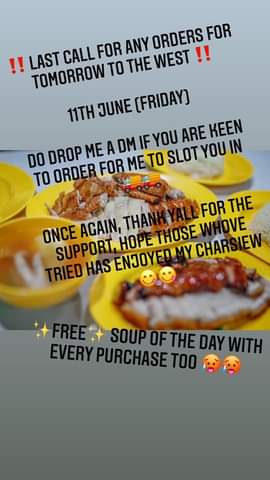 ‼️ LAST CALL FOR ANY ORDERS FOR
TOMORROW TO THE WEST ‼️
11TH JUNE (FRIDAY)
DO DROP ME A DM IF YOU ARE KEEN
TO ORDER FOR ME TO SLOT YOU IN
🚚🚚
ONCE AGAIN, THANK YALL FOR THE
SUPPORT, HOPE THOSE WHOVE
TRIED HAS ENJOYED MY CHARSIEW
😋😋
✨FREE✨ SOUP OF THE DAY WITH
EVERY PURCHASE TOO 🥵🥵